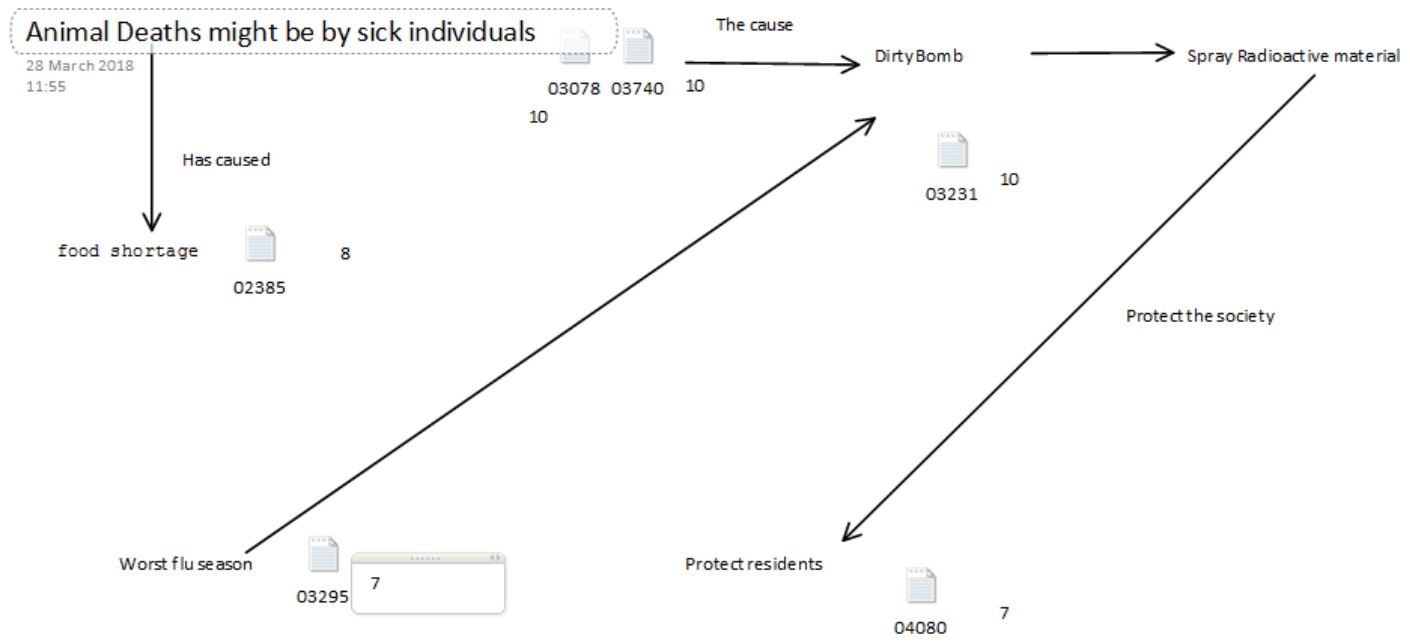 Animal Deaths might be by sick individuals
28 March 2018
11:55
The cause
03078
03740
10
10
Dirty Bomb
Spray Radioactive material
Has caused
03231
10
food shortage
8
02385
Protect the society
Worst flu season
03295
7
Protect residents
04080
7